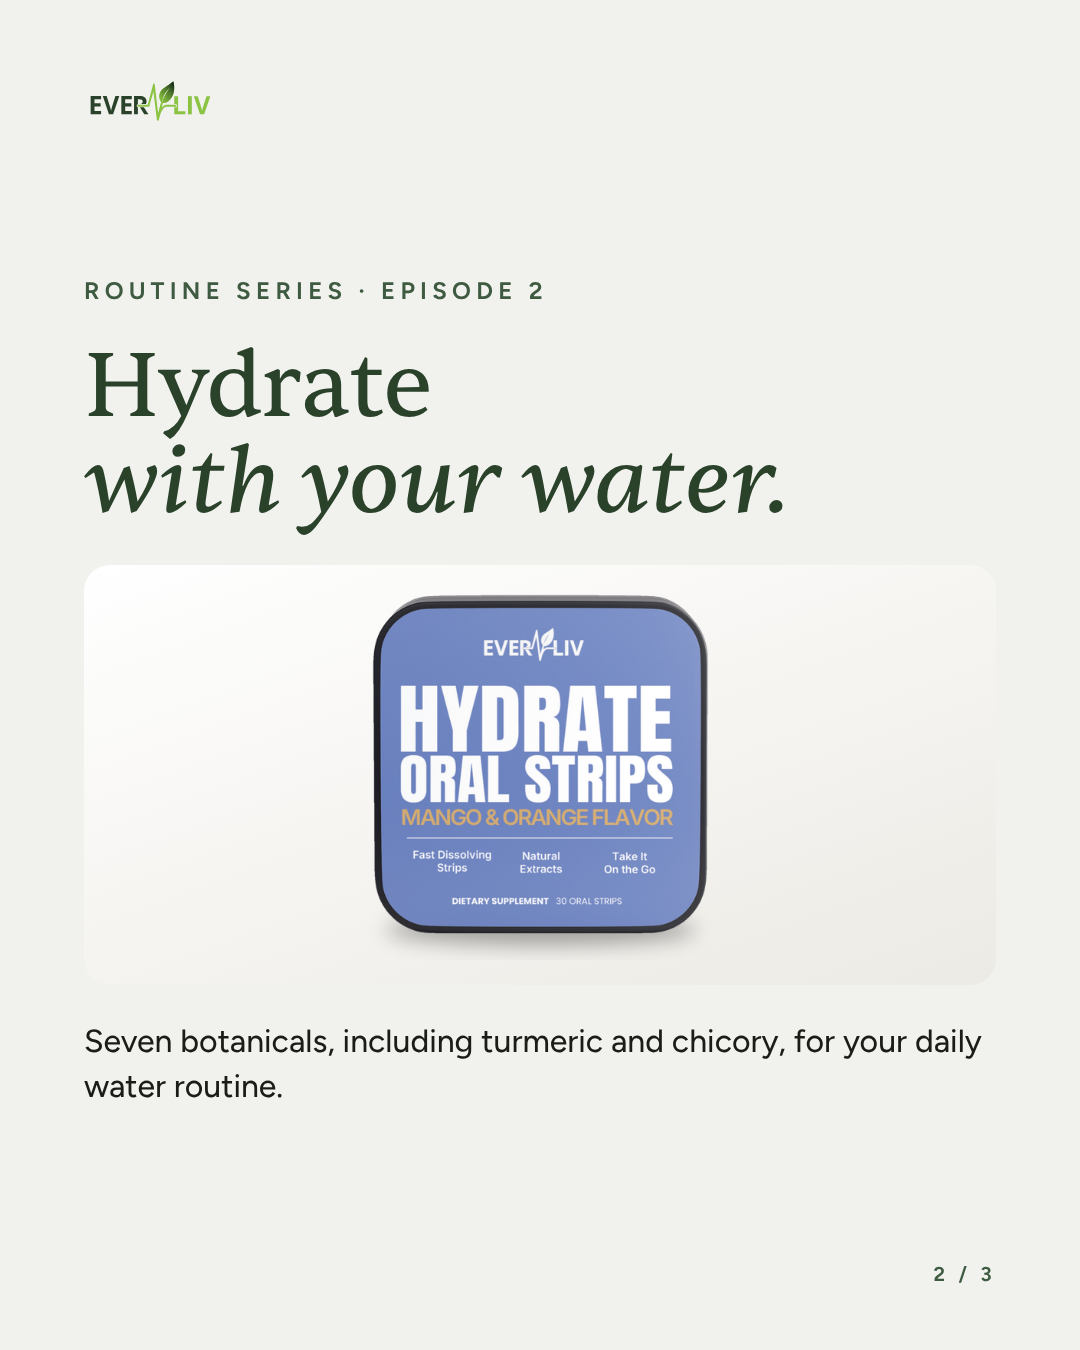 EVERLIV
ROUTINE SERIES · EPISODE 2
Hydrate
with your water.
EVERLIV
HYDRATE
ORAL STRIPS
MANGO & ORANGE FLAVOR
Fast Dissolving Strips
Natural Extracts
Take It On the Go
DIETARY SUPPLEMENT 30 ORAL STRIPS
Seven botanicals, including turmeric and chicory, for your daily
water routine.
2 / 3